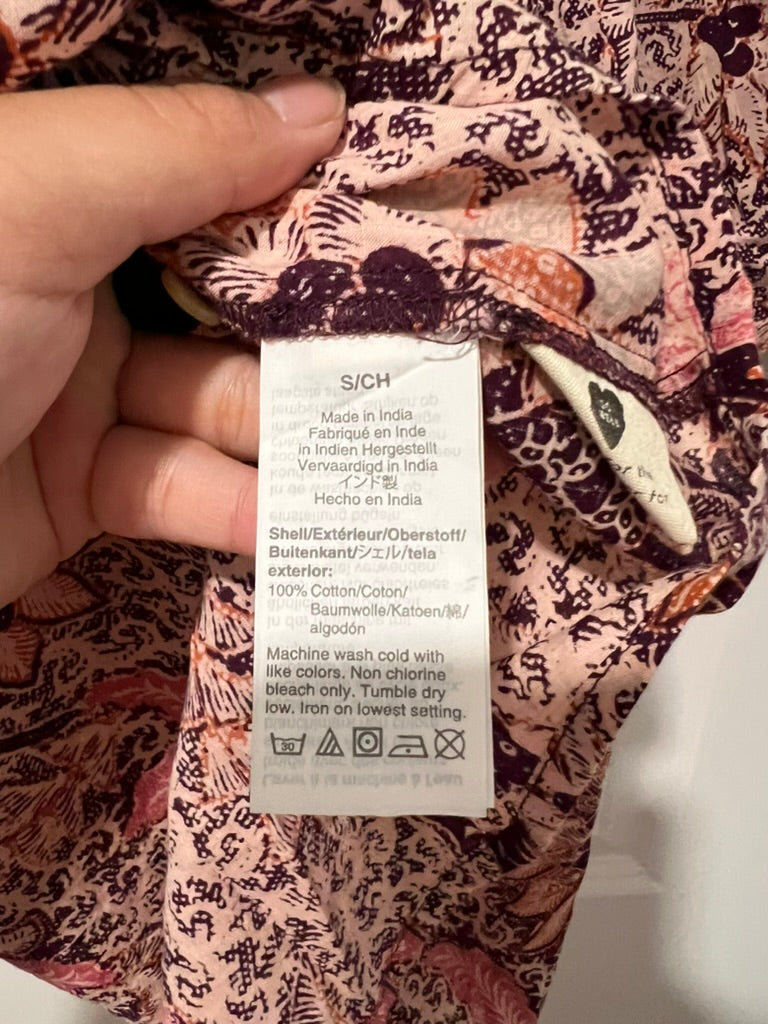 S/CH
Made in India
Fabriqué en Inde
In Indien Hergestellt
Vervaardigd in India
インド製
Hecho en India
Shell/Extérieur/Oberstoff/
Buitenkant/シェル/tela
exterior:
100% Cotton/Coton/
Baumwolle/Katoen/綿/
algodón
Machine wash cold with
like colors. Non chlorine
bleach only. Tumble dry
low. Iron on lowest setting.
30